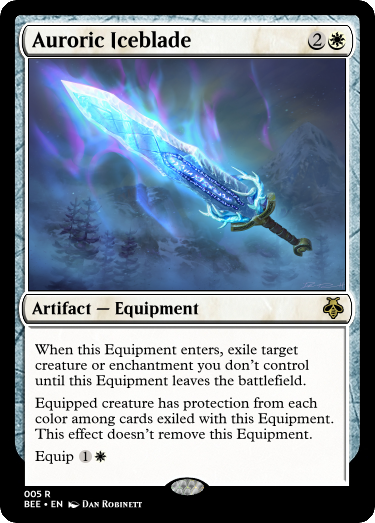 Auroric Iceblade 2
Artifact — Equipment
When this Equipment enters, exile target
creature or enchantment you don't control
until this Equipment leaves the battlefield.
Equipped creature has protection from each
color among cards exiled with this Equipment.
This effect doesn't remove this Equipment.
Equip 1
005 R
BEE • EN Dan Robinett